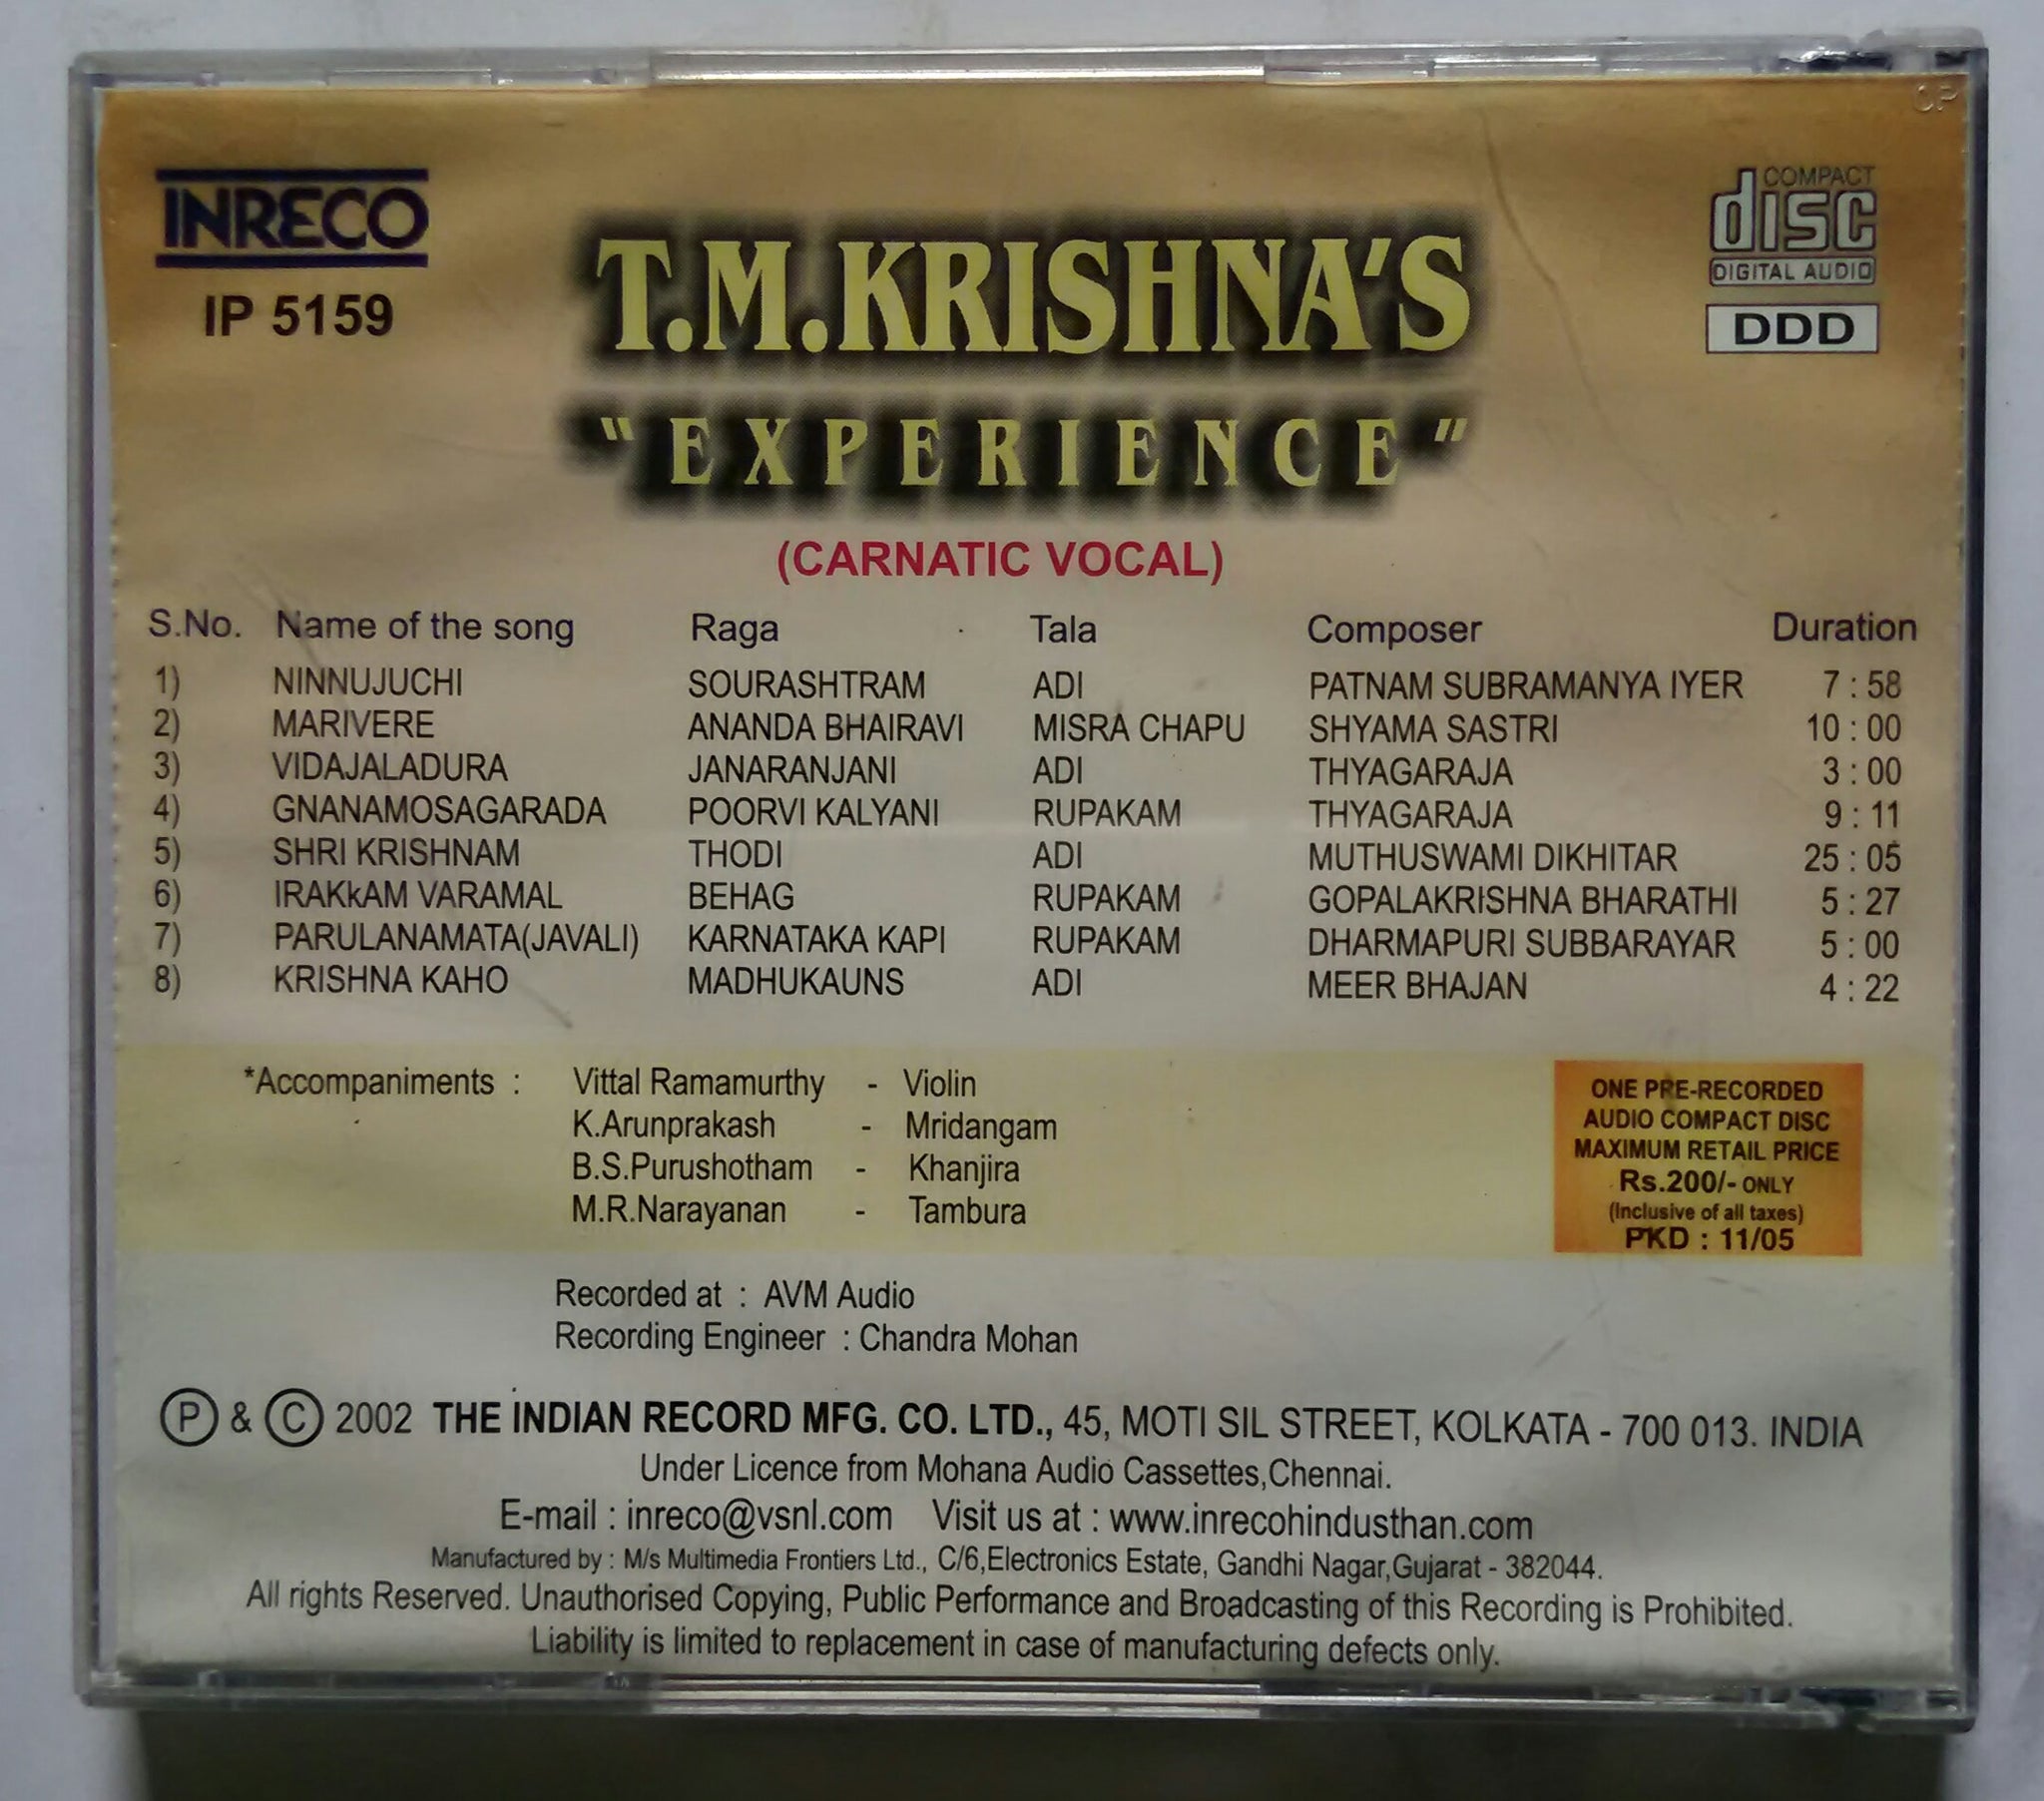 INRECO
IP 5159
COMPACT
disc
DIGITAL AUDIO
DDD
T.M.KRISHNA'S
"EXPERIENCE"
(CARNATIC VOCAL)
S.No. Name of the song Raga Tala Composer Duration
1) NINNUJUCHI SOURASHTRAM ADI PATNAM SUBRAMANYA IYER 7 : 58
2) MARIVERE ANANDA BHAIRAVI MISRA CHAPU SHYAMA SASTRI 10 : 00
3) VIDAJALADURA JANARANJANI ADI THYAGARAJA 3 : 00
4) GNANAMOSAGARADA POORVI KALYANI RUPAKAM THYAGARAJA 9 : 11
5) SHRI KRISHNAM THODI ADI MUTHUSWAMI DIKHITAR 25 : 05
6) IRAKkAM VARAMAL BEHAG RUPAKAM GOPALAKRISHNA BHARATHI 5 : 27
7) PARULANAMATA(JAVALI) KARNATAKA KAPI RUPAKAM DHARMAPURI SUBBARAYAR 5 : 00
8) KRISHNA KAHO MADHUKAUNS ADI MEER BHAJAN 4 : 22
*Accompaniments : Vittal Ramamurthy - Violin
K.Arunprakash - Mridangam
B.S.Purushotham - Khanjira
M.R.Narayanan - Tambura
ONE PRE-RECORDED
AUDIO COMPACT DISC
MAXIMUM RETAIL PRICE
Rs.200/- ONLY
(Inclusive of all taxes)
PKD : 11/05
Recorded at : AVM Audio
Recording Engineer : Chandra Mohan
Ⓟ & Ⓒ 2002 THE INDIAN RECORD MFG. CO. LTD., 45, MOTI SIL STREET, KOLKATA - 700 013. INDIA
Under Licence from Mohana Audio Cassettes,Chennai.
E-mail : inreco@vsnl.com Visit us at : www.inrecohindusthan.com
Manufactured by : M/s Multimedia Frontiers Ltd., C/6,Electronics Estate, Gandhi Nagar,Gujarat - 382044.
All rights Reserved. Unauthorised Copying, Public Performance and Broadcasting of this Recording is Prohibited.
Liability is limited to replacement in case of manufacturing defects only.